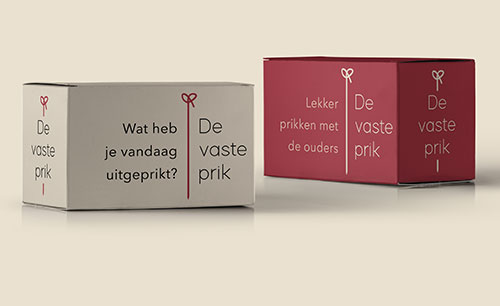 De
vaste
prik
Wat heb
je vandaag
uitgeprikt?
De
vaste
prik
Lekker
prikken met
de ouders
De
vaste
prik
De
vaste
prik